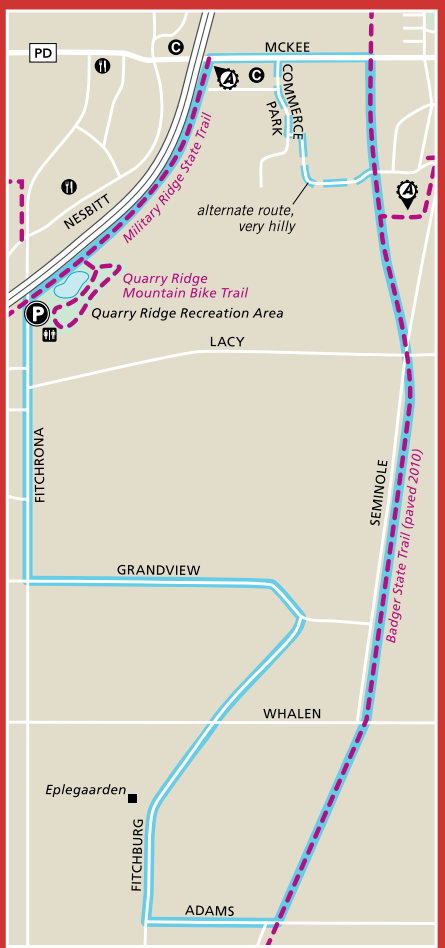 MCKEE
PD
C
C
A
COMMERCE
PARK
Military Ridge State Trail
A
NESBITT
alternate route,
very hilly
Quarry Ridge
Mountain Bike Trail
P
Quarry Ridge Recreation Area
LACY
FITCHRONA
SEMINOLE
Badger State Trail (paved 2010)
GRANDVIEW
WHALEN
Eplegaarden
FITCHBURG
ADAMS